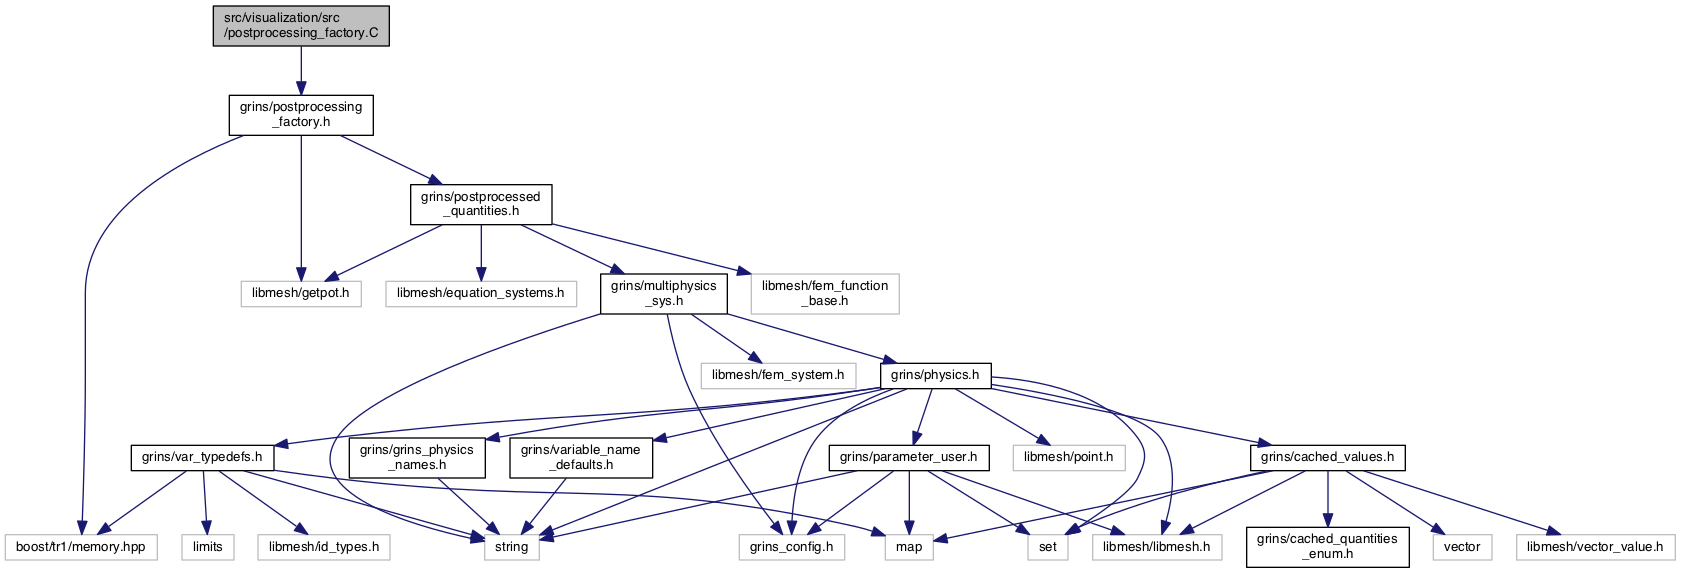 src/visualization/src
/postprocessing_factory.C
grins/postprocessing
_factory.h
grins/postprocessed
_quantities.h
libmesh/getpot.h
libmesh/equation_systems.h
grins/multiphysics
_sys.h
libmesh/fem_function
_base.h
libmesh/fem_system.h
grins/physics.h
grins/var_typedefs.h
grins/grins_physics
_names.h
grins/variable_name
_defaults.h
grins/parameter_user.h
libmesh/point.h
grins/cached_values.h
boost/tr1/memory.hpp
limits
libmesh/id_types.h
string
grins_config.h
map
set
libmesh/libmesh.h
grins/cached_quantities
_enum.h
vector
libmesh/vector_value.h